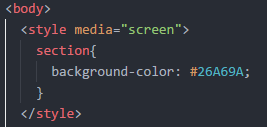 <body>
<style media="screen">
section{
background-color: #26A69A;
}
</style>